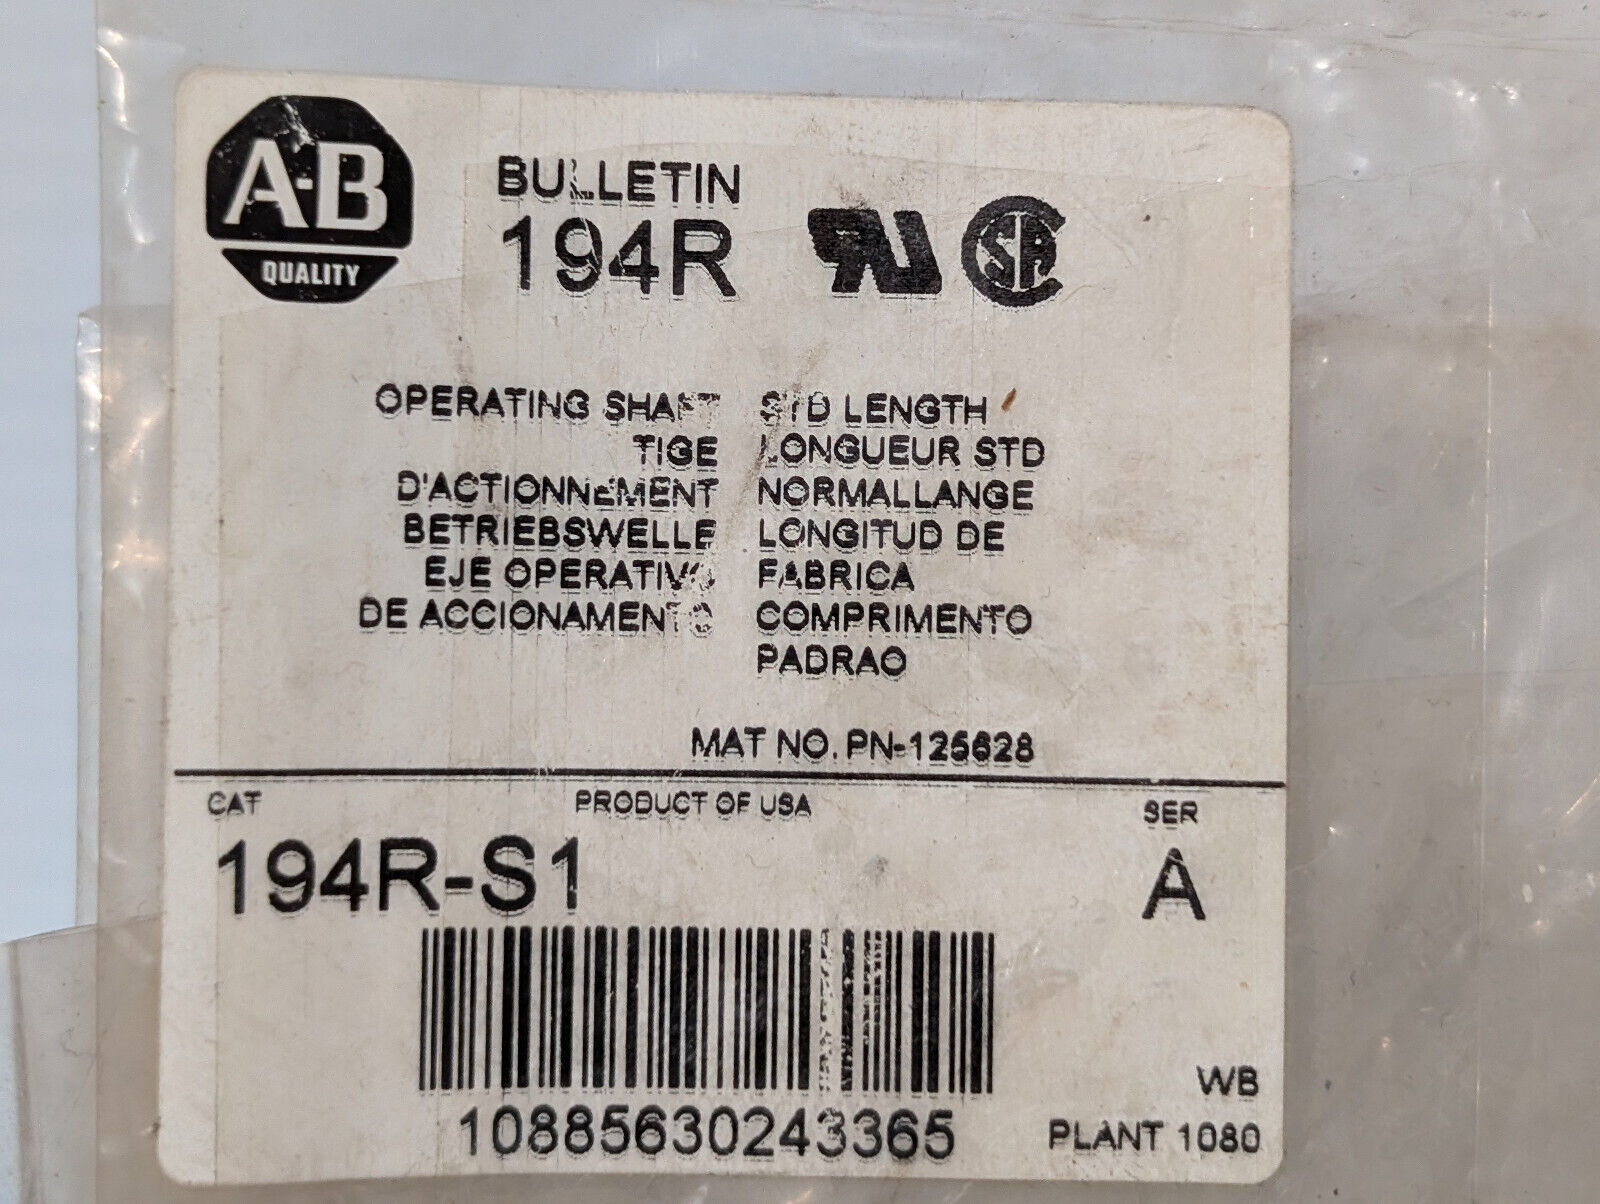 A-B
QUALITY
BULLETIN
194R
OPERATING SHAFT STD LENGTH
TIGE LONGUEUR STD
D'ACTIONNEMENT NORMALLANGE
BETRIEBSWELLE LONGITUD DE
EJE OPERATIVO FABRICA
DE ACCIONAMENTO COMPRIMENTO
PADRAO
MAT NO. PN-125628
CAT PRODUCT OF USA SER
194R-S1 A
WB
10885630243365 PLANT 1080